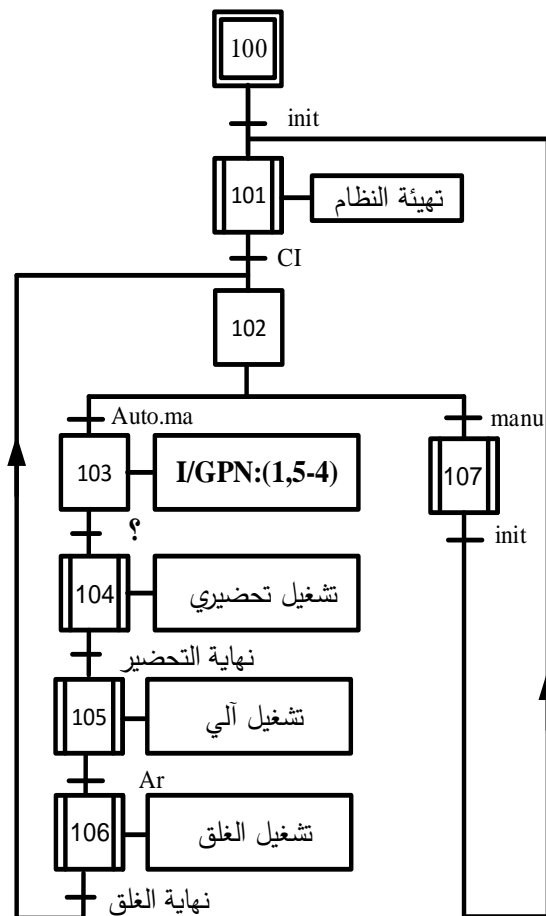 100
init
101
تهيئة النظام
CI
102
Auto.ma
manu
103
I/GPN:(1,5-4)
107
؟
init
104
تشغيل تحضيري
نهاية التحضير
105
تشغيل آلي
Ar
106
تشغيل الغلق
نهاية الغلق